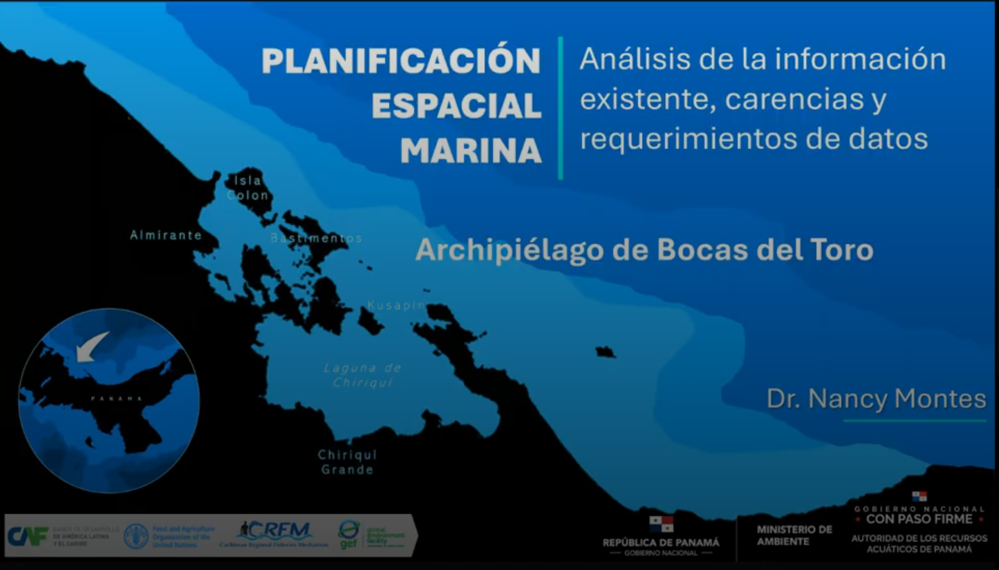 PLANIFICACIÓN
ESPACIAL
MARINA
Análisis de la información
existente, carencias y
requerimientos de datos
Isla
Colon
Almirante
Bastimentos
Archipiélago de Bocas del Toro
Kusapin
Laguna de
Chiriquí
PANAMA
Dr. Nancy Montes
Chiriquí
Grande
CAF
BANCO DE DESARROLLO
DE AMÉRICA LATINA
Y EL CARIBE
Food and Agriculture
Organization of the
United Nations
CRFM
Caribbean Regional Fisheries Mechanism
gef
global
environment
facility
REPÚBLICA DE PANAMÁ
GOBIERNO NACIONAL
MINISTERIO DE
AMBIENTE
GOBIERNO NACIONAL
CON PASO FIRME
AUTORIDAD DE LOS RECURSOS
ACUÁTICOS DE PANAMÁ